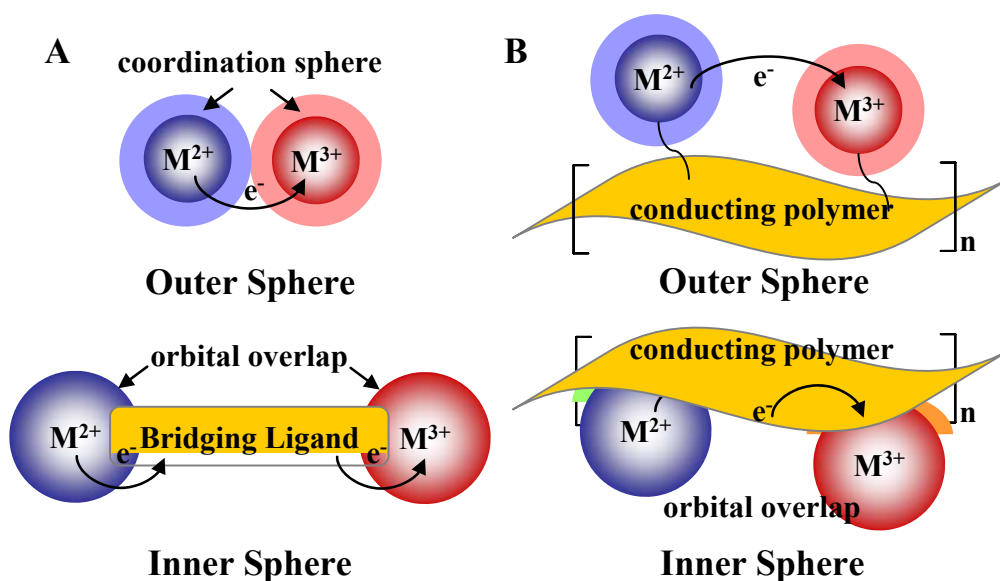 A
coordination sphere
M²⁺
M³⁺
e⁻
Outer Sphere
orbital overlap
M²⁺
Bridging Ligand
M³⁺
e⁻
e⁻
Inner Sphere
B
M²⁺
e⁻
M³⁺
conducting polymer
n
Outer Sphere
conducting polymer
e⁻
n
M²⁺
M³⁺
orbital overlap
Inner Sphere